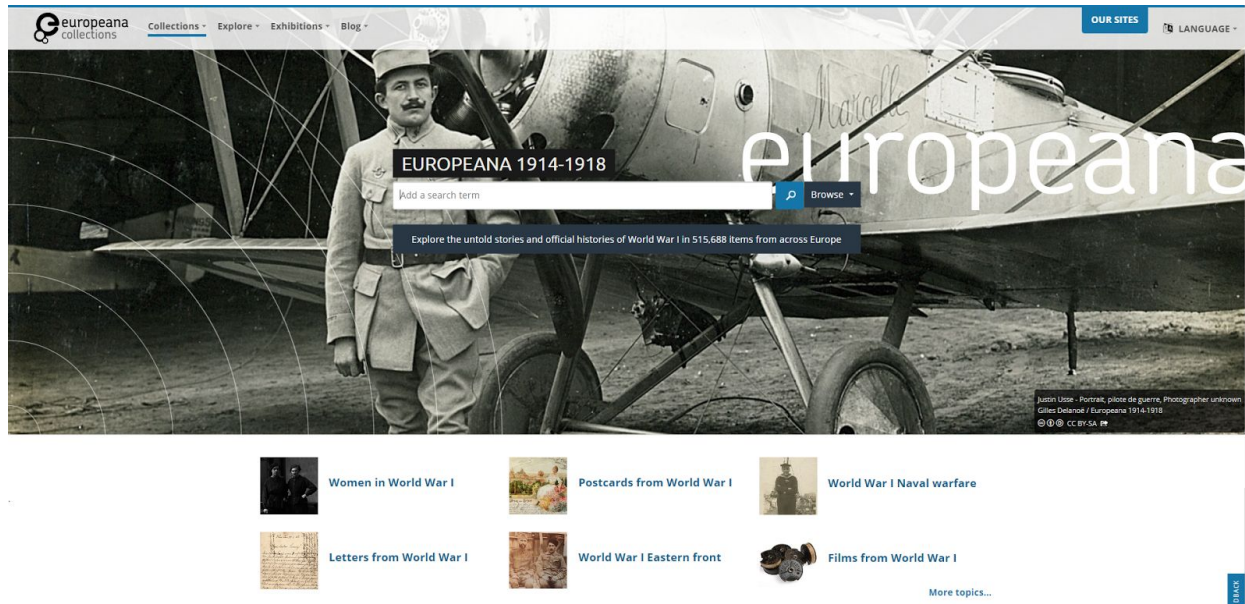 europeana
collections
Collections
Explore
Exhibitions
Blog
OUR SITES
LANGUAGE
Marcelle
europeana
EUROPEANA 1914-1918
Add a search term
Browse
Explore the untold stories and official histories of World War I in 515,688 items from across Europe
Justin Usse - Portrait, pilote de guerre, Photographer unknown
Gilles Delanoë / Europeana 1914-1918
CC BY-SA
Women in World War I
Postcards from World War I
World War I Naval warfare
Letters from World War I
World War I Eastern front
Films from World War I
More topics...
DBACK